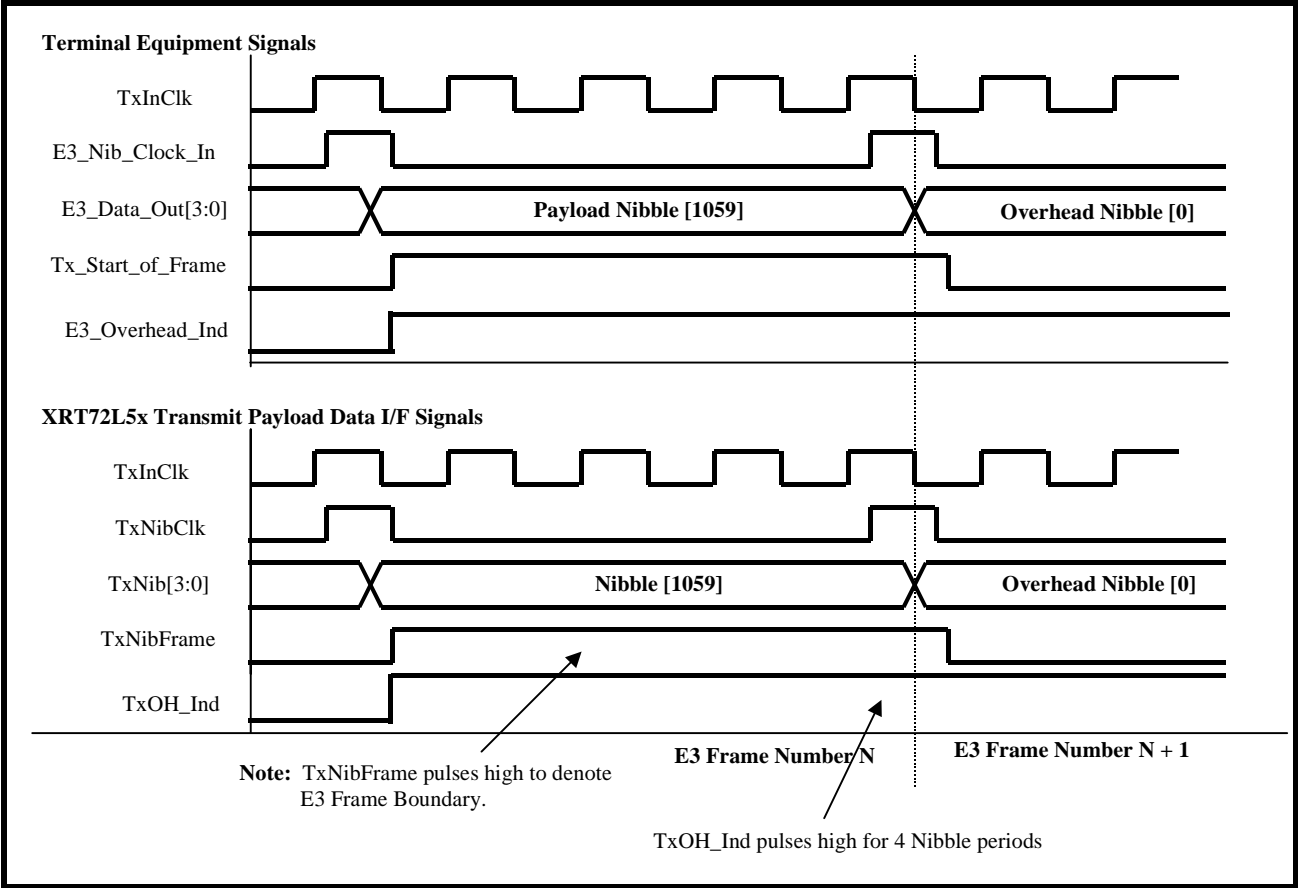 Terminal Equipment Signals
TxInClk
E3_Nib_Clock_In
E3_Data_Out[3:0]
Payload Nibble [1059]
Overhead Nibble [0]
Tx_Start_of_Frame
E3_Overhead_Ind
XRT72L5x Transmit Payload Data I/F Signals
TxInClk
TxNibClk
TxNib[3:0]
Nibble [1059]
Overhead Nibble [0]
TxNibFrame
TxOH_Ind
E3 Frame Number N
E3 Frame Number N + 1
Note: TxNibFrame pulses high to denote
E3 Frame Boundary.
TxOH_Ind pulses high for 4 Nibble periods